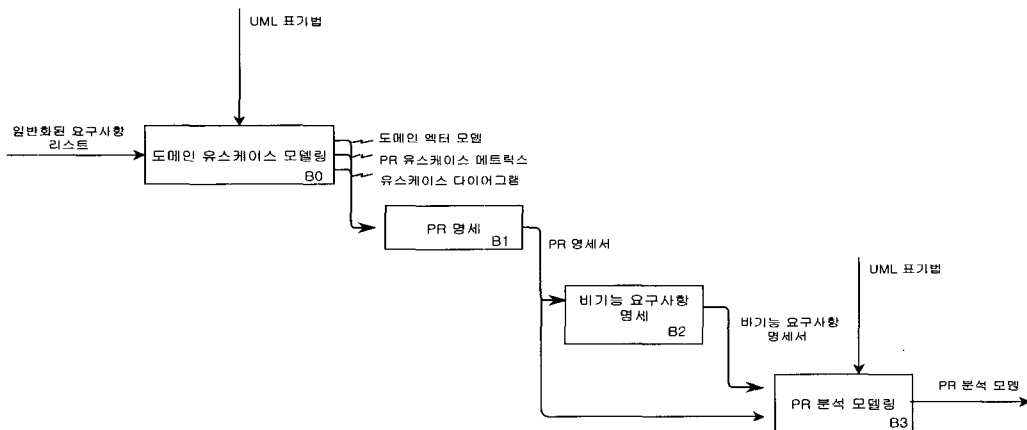 UML 표기법
일반화된 요구사항
리스트
도메인 유스케이스 모델링
B0
도메인 액터 모델
PR 유스케이스 메트릭스
유스케이스 다이어그램
PR 명세
B1
PR 명세서
UML 표기법
비기능 요구사항
명세
B2
비기능 요구사항
명세서
PR 분석 모델링
B3
PR 분석 모델